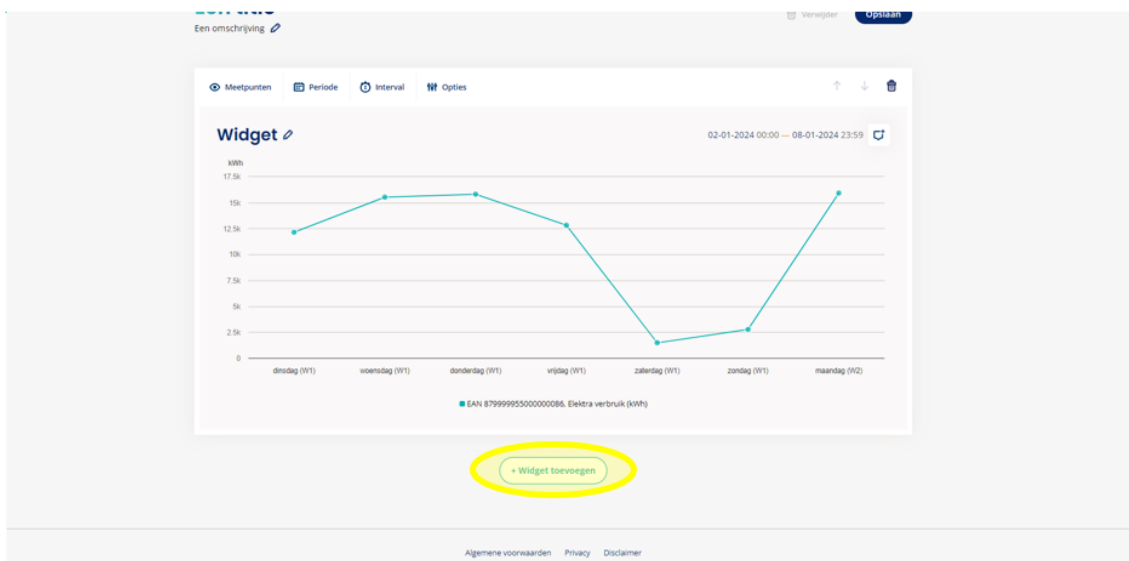 Een omschrijving
Verwijder
Opslaan
Meetpunten Periode Interval Opties
Widget
02-01-2024 00:00 — 08-01-2024 23:59
kWh
17.5k
15k
12.5k
10k
7.5k
5k
2.5k
0
dinsdag (W1) woensdag (W1) donderdag (W1) vrijdag (W1) zaterdag (W1) zondag (W1) maandag (W2)
EAN 879999955000000086, Elektra verbruik (kWh)
+ Widget toevoegen
Algemene voorwaarden Privacy Disclaimer